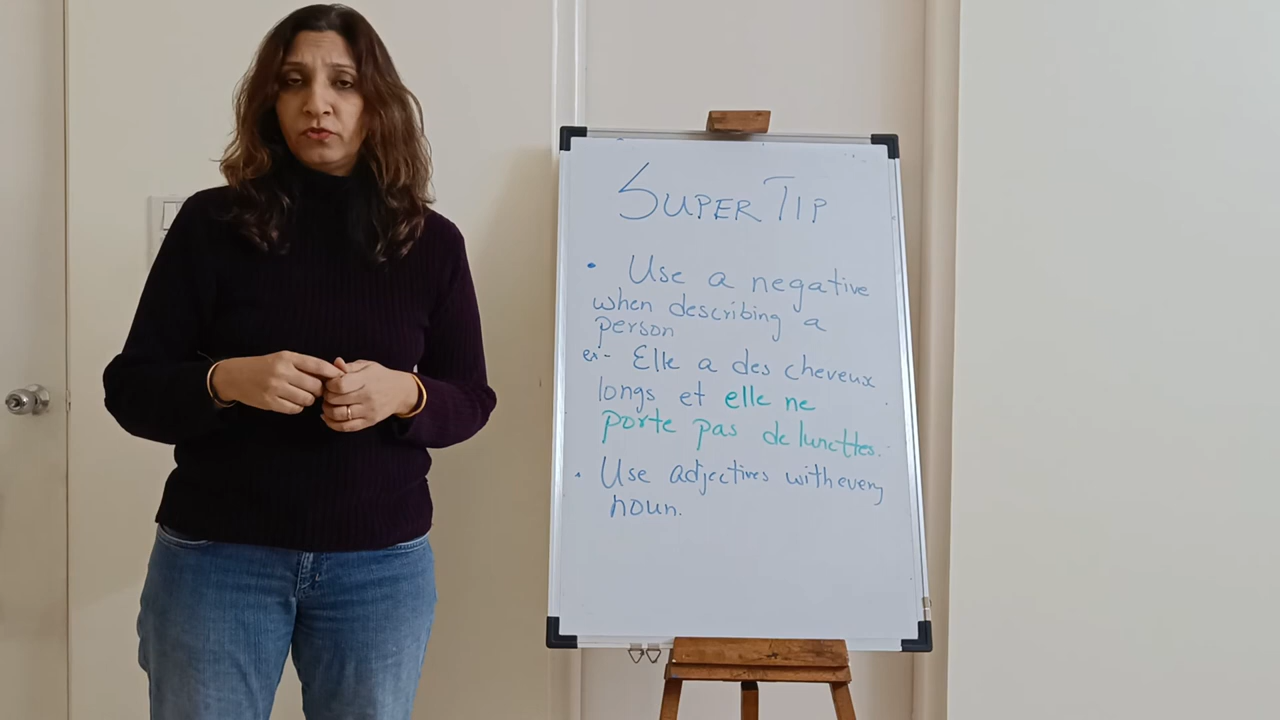 SUPER TIP
• Use a negative
when describing a
person
ex- Elle a des cheveux
longs et elle ne
porte pas de lunettes.
• Use adjectives with every
noun.